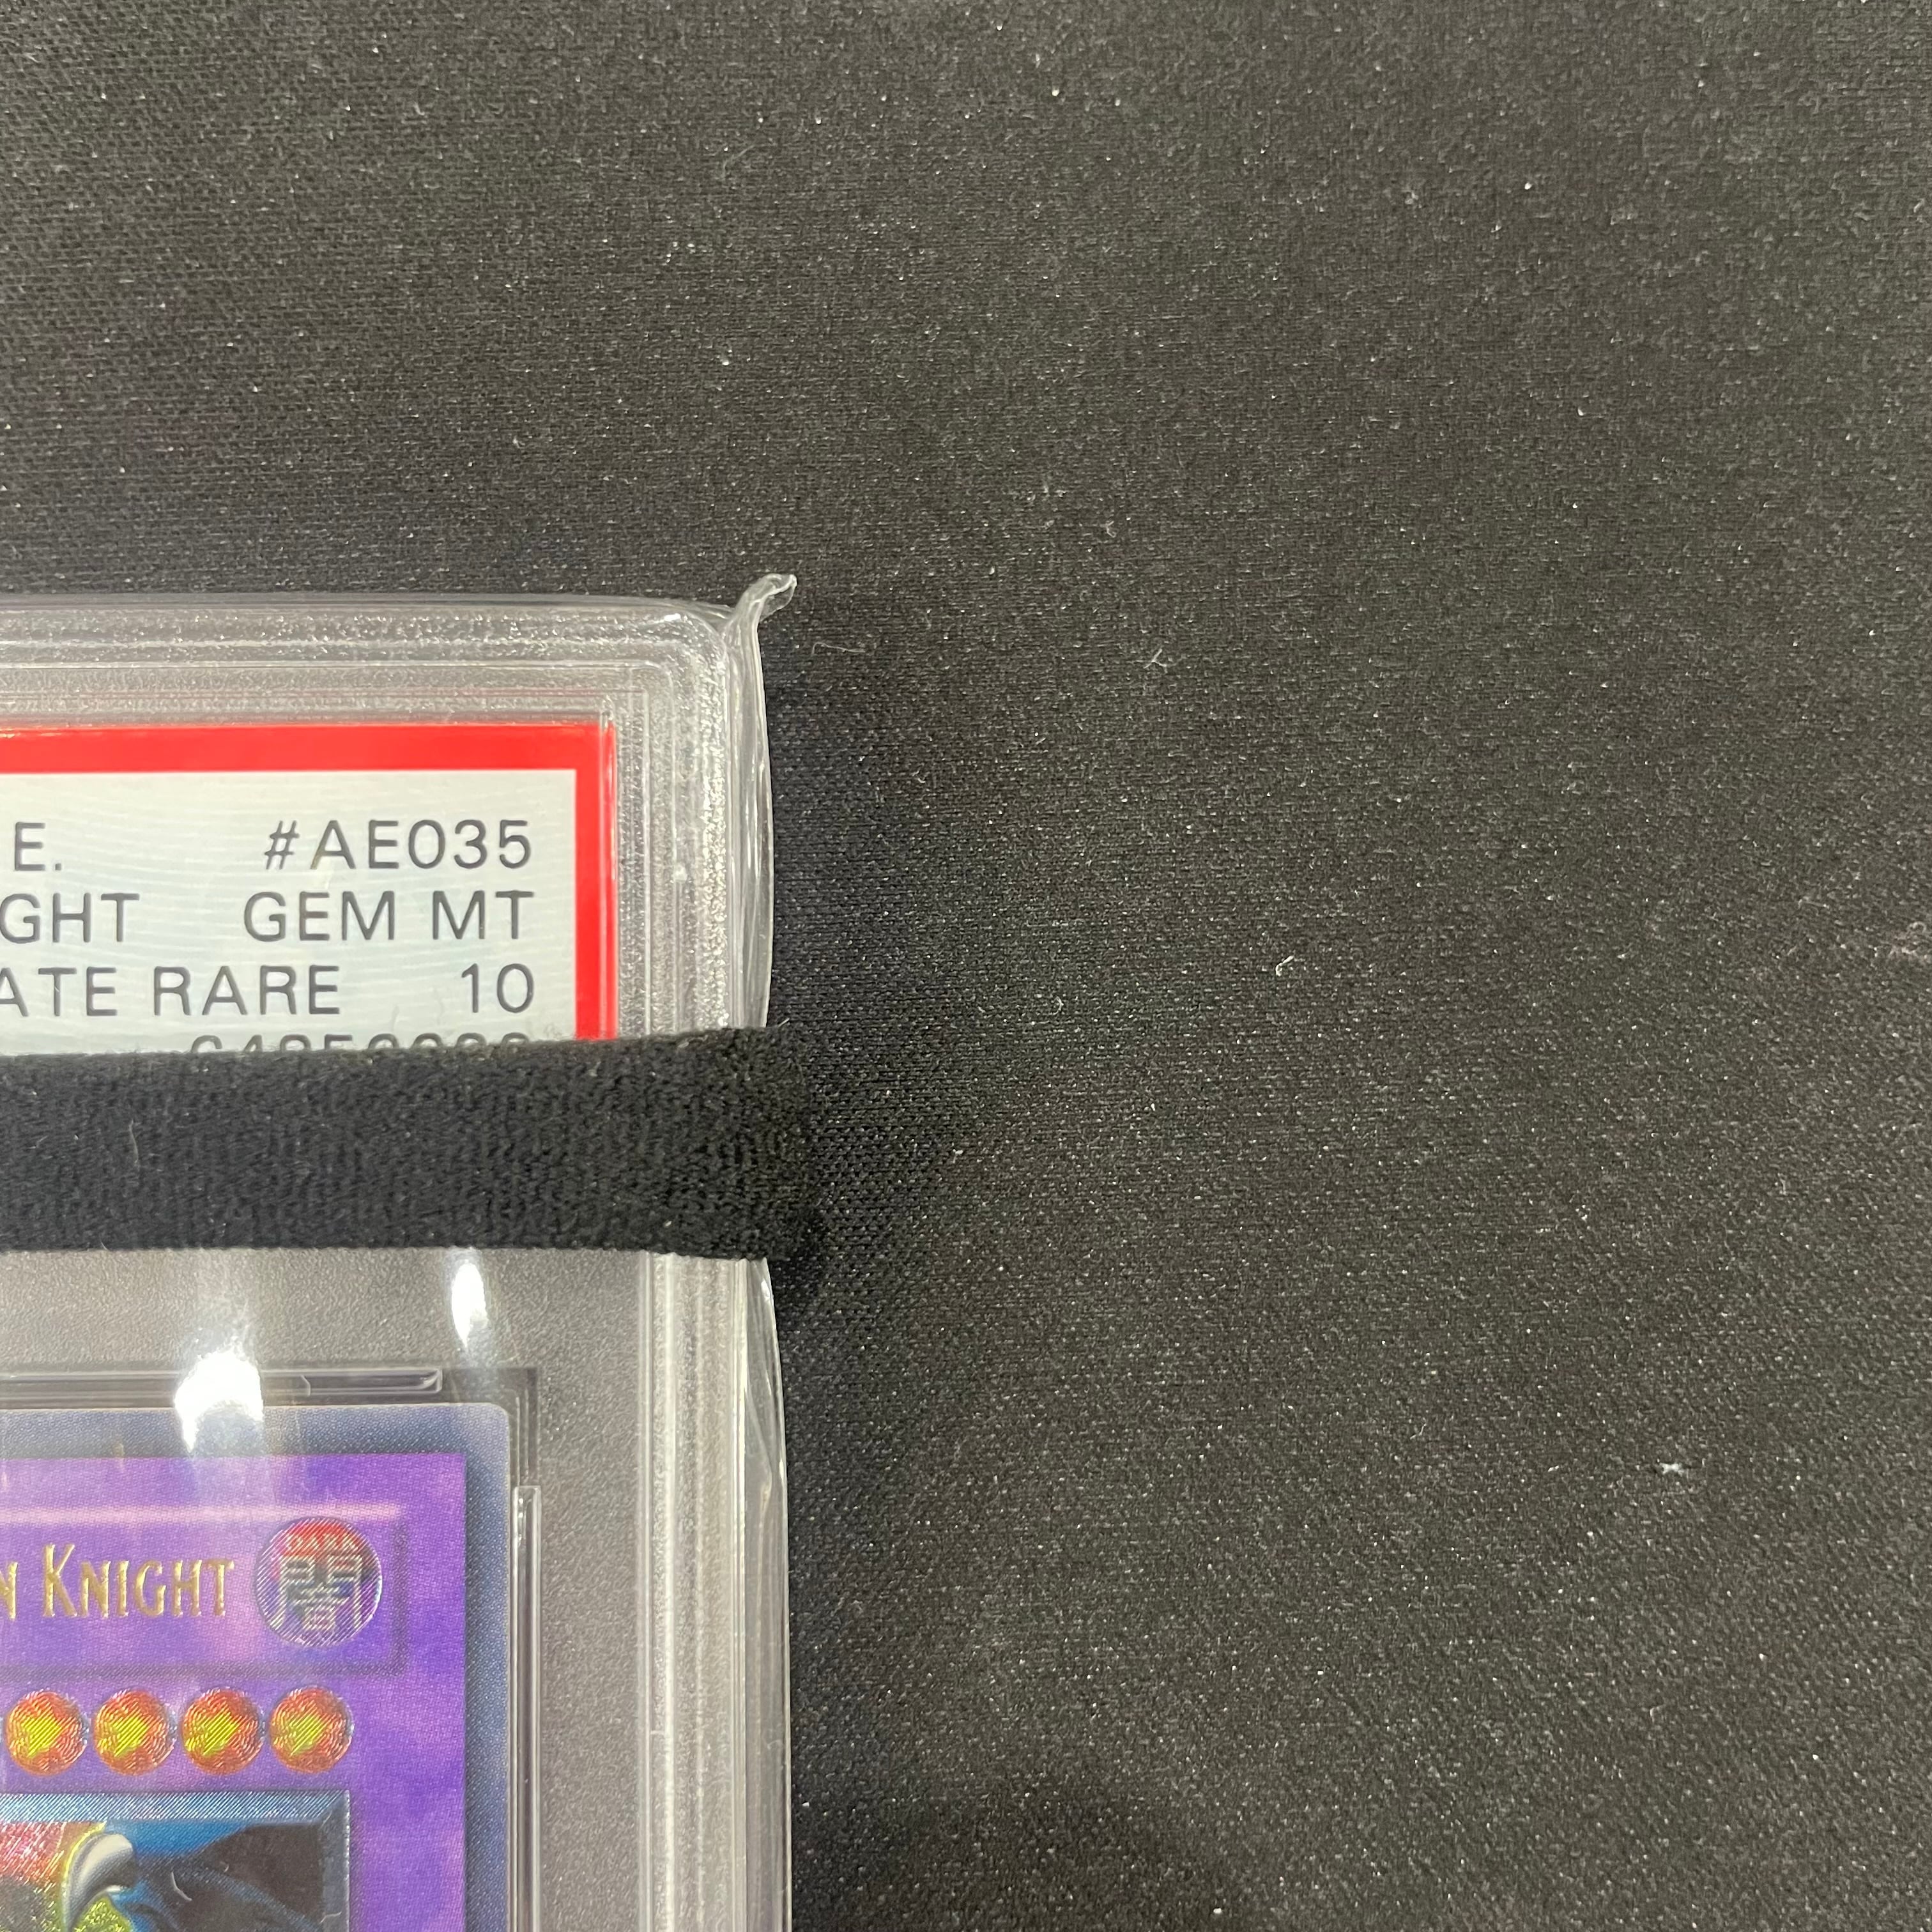 E. #AE035
GHT GEM MT
ATE RARE 10
N KNIGHT 闇